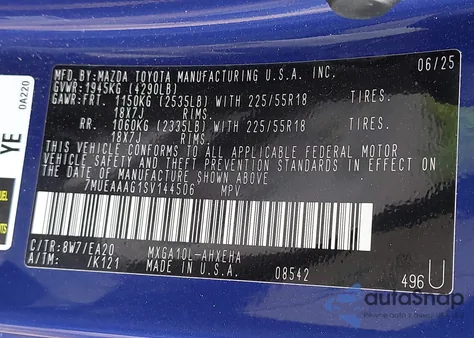 MFD. BY: MAZDA TOYOTA MANUFACTURING U.S.A. INC. 06/25
GVWR: 1945KG (4290LB)
GAWR: FRT. 1150KG (2535LB) WITH 225/55R18 TIRES.
18X7J RIMS.
RR. 1060KG (2335LB) WITH 225/55R18 TIRES.
18X7J RIMS.
THIS VEHICLE CONFORMS TO ALL APPLICABLE FEDERAL MOTOR
VEHICLE SAFETY AND THEFT PREVENTION STANDARDS IN EFFECT ON
THE DATE OF MANUFACTURE SHOWN ABOVE.
7MUEAAAG1SV144506 MPV
C/TR: 8W7/EA20 MXGA10L-AHXEHA
A/TM: /K121 MADE IN U.S.A. 08542
496 U
0A220
YE
autosnap